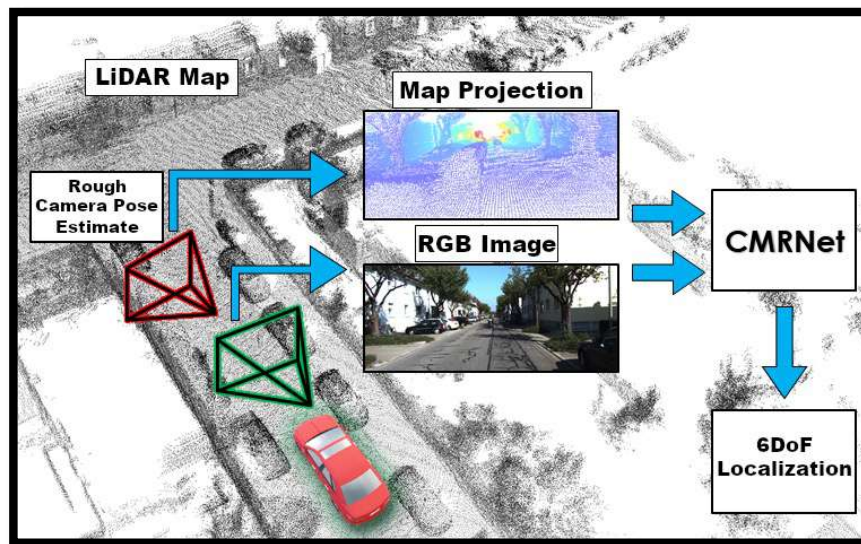 LiDAR Map
Map Projection
Rough
Camera Pose
Estimate
RGB Image
CMRNet
6DoF
Localization